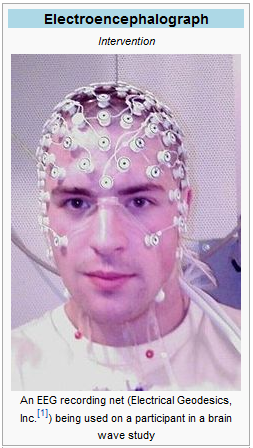 Electroencephalograph
Intervention
An EEG recording net (Electrical Geodesics,
Inc.[1]) being used on a participant in a brain
wave study